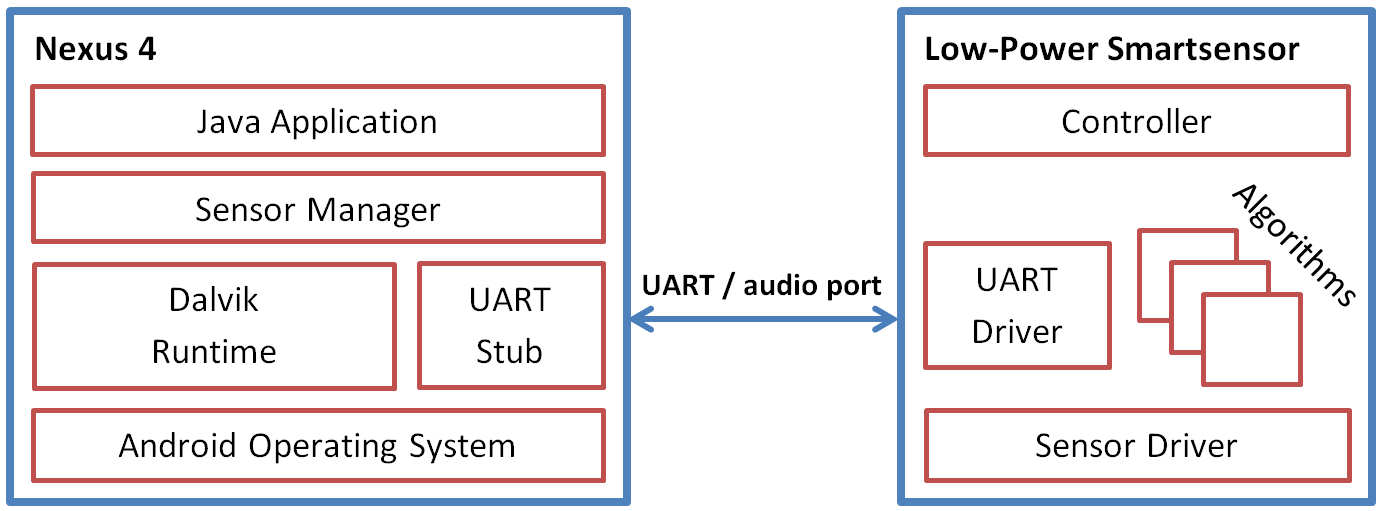 Nexus 4
Java Application
Sensor Manager
Dalvik
Runtime
UART
Stub
Android Operating System
UART / audio port
Low-Power Smartsensor
Controller
Algorithms
UART
Driver
Sensor Driver